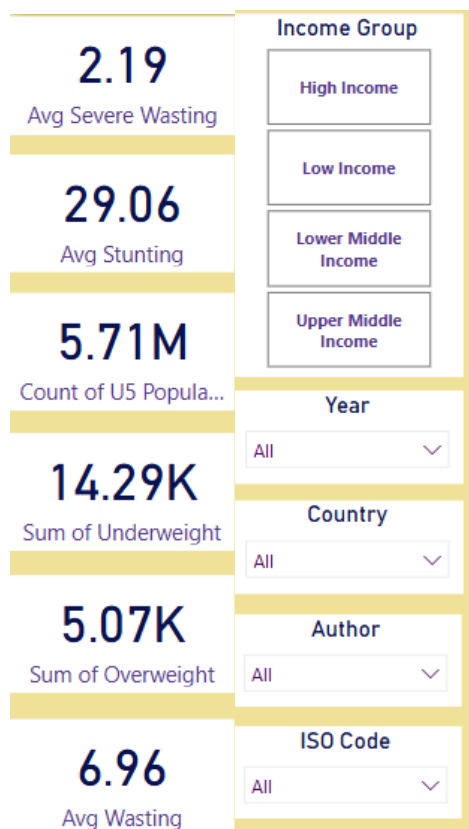 2.19
Avg Severe Wasting
29.06
Avg Stunting
5.71M
Count of U5 Popula...
14.29K
Sum of Underweight
5.07K
Sum of Overweight
6.96
Avg Wasting
Income Group
High Income
Low Income
Lower Middle
Income
Upper Middle
Income
Year
All
Country
All
Author
All
ISO Code
All